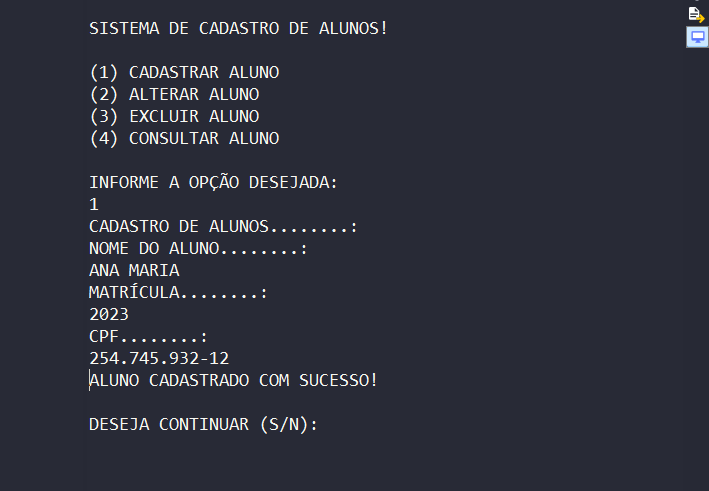 SISTEMA DE CADASTRO DE ALUNOS!
(1) CADASTRAR ALUNO
(2) ALTERAR ALUNO
(3) EXCLUIR ALUNO
(4) CONSULTAR ALUNO
INFORME A OPÇÃO DESEJADA:
1
CADASTRO DE ALUNOS........:
NOME DO ALUNO........:
ANA MARIA
MATRÍCULA........:
2023
CPF........:
254.745.932-12
ALUNO CADASTRADO COM SUCESSO!
DESEJA CONTINUAR (S/N):